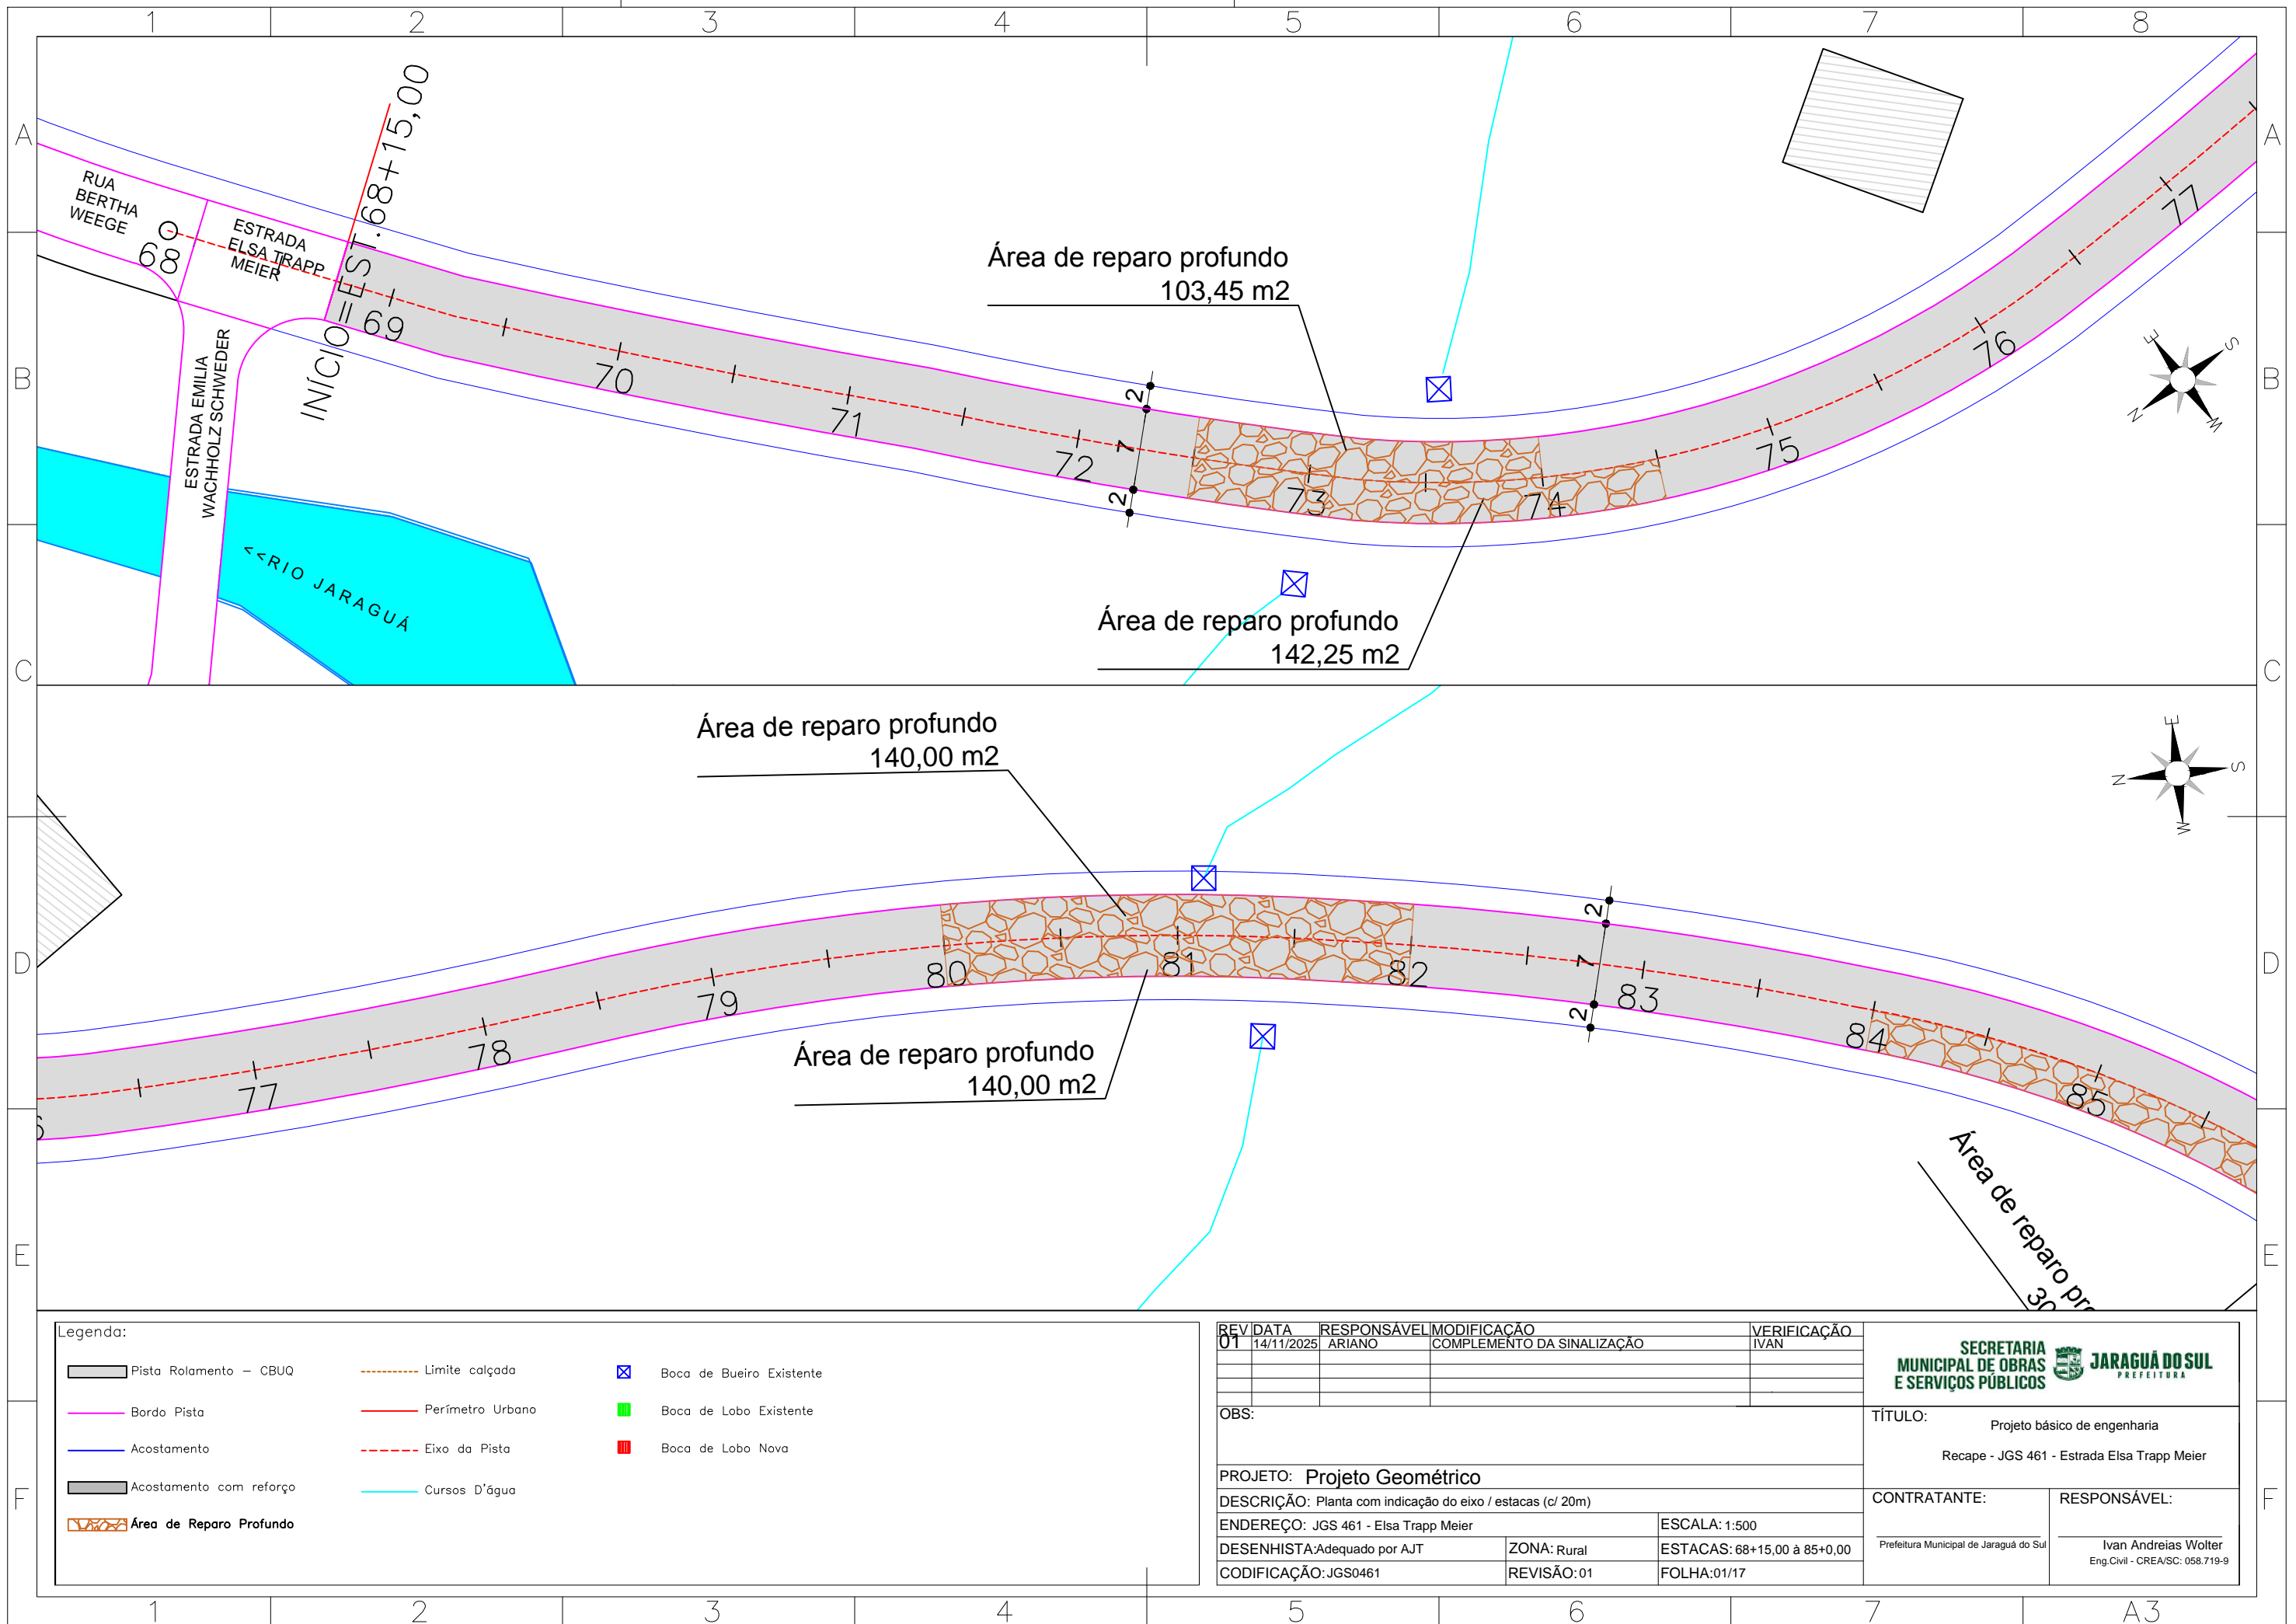 1 2 3 4 5 6 7 8
A A
B B
C C
D D
E E
F F
RUA
BERTHA
WEEGE
68
ESTRADA
ELSA TRAPP
MEIER
INÍCIO=EST.68+15,00
ESTRADA EMILIA
WACHHOLZ SCHWEDER
<<RIO JARAGUÁ
69
70
71
72
2
7
2
73
74
75
76
77
Área de reparo profundo
103,45 m2
Área de reparo profundo
142,25 m2
E
S
N
W
Área de reparo profundo
140,00 m2
Área de reparo profundo
140,00 m2
77
78
79
80
81
82
2
7
2
83
84
85
E
S
N
W
Área de reparo pro
30
Legenda:
Pista Rolamento - CBUQ
Bordo Pista
Acostamento
Acostamento com reforço
Área de Reparo Profundo
Limite calçada
Perímetro Urbano
Eixo da Pista
Cursos D'água
Boca de Bueiro Existente
Boca de Lobo Existente
Boca de Lobo Nova
REV DATA RESPONSÁVEL MODIFICAÇÃO VERIFICAÇÃO
01 14/11/2025 ARIANO COMPLEMENTO DA SINALIZAÇÃO IVAN
OBS:
PROJETO: Projeto Geométrico
DESCRIÇÃO: Planta com indicação do eixo / estacas (c/ 20m)
ENDEREÇO: JGS 461 - Elsa Trapp Meier ESCALA: 1:500
DESENHISTA:Adequado por AJT ZONA: Rural ESTACAS: 68+15,00 à 85+0,00
CODIFICAÇÃO: JGS0461 REVISÃO: 01 FOLHA:01/17
SECRETARIA
MUNICIPAL DE OBRAS
E SERVIÇOS PÚBLICOS
JARAGUÁ DO SUL
PREFEITURA
TÍTULO:
Projeto básico de engenharia
Recape - JGS 461 - Estrada Elsa Trapp Meier
CONTRATANTE:
Prefeitura Municipal de Jaraguá do Sul
RESPONSÁVEL:
Ivan Andreias Wolter
Eng.Civil - CREA/SC: 058.719-9
1 2 3 4 5 6 7 A3